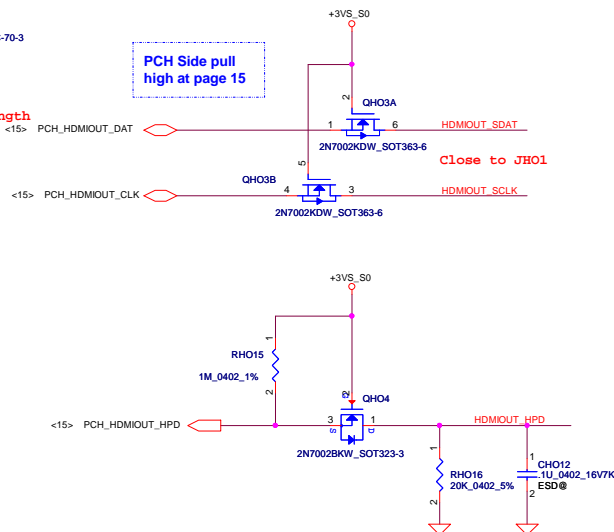 +3VS_S0
-70-3
PCH Side pull
high at page 15
2
QHO3A
ngth
<15> PCH_HDMIOUT_DAT
1
6
HDMIOUT_SDAT
2N7002KDW_SOT363-6
5
Close to JHO1
QHO3B
<15> PCH_HDMIOUT_CLK
4
3
HDMIOUT_SCLK
2N7002KDW_SOT363-6
+3VS_S0
1
RHO15
1M_0402_1%
2
2
G
QHO4
<15> PCH_HDMIOUT_HPD
3
S
1
D
HDMIOUT_HPD
2N7002BKW_SOT323-3
1
RHO16
20K_0402_5%
2
1
CHO12
.1U_0402_16V7K
ESD@
2